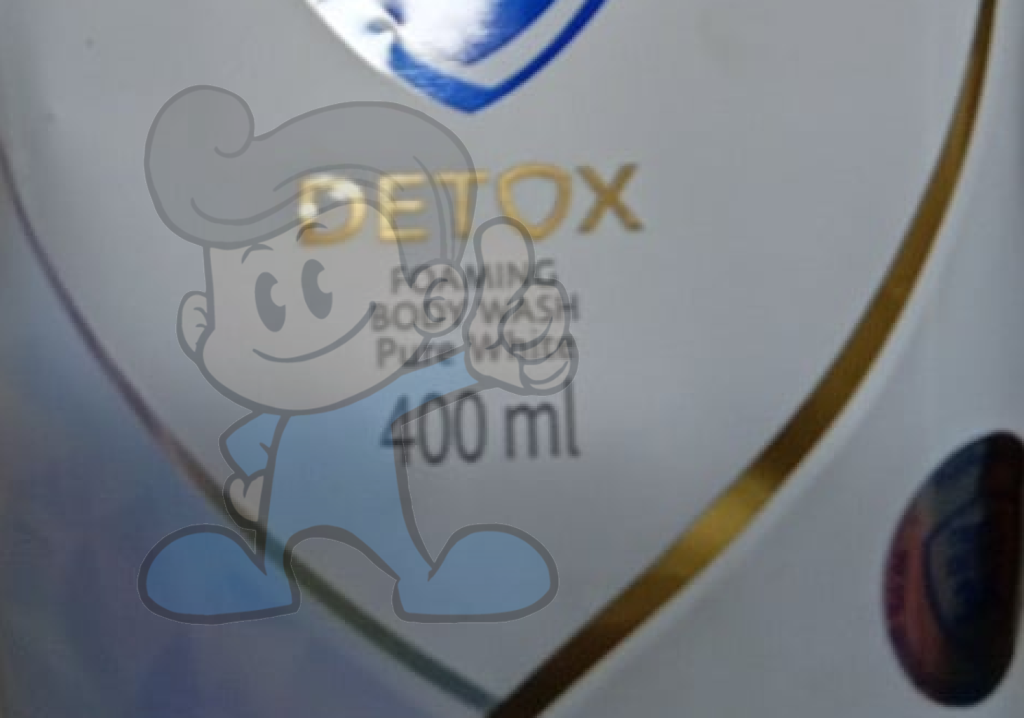 DETOX
FOAMING
BODY WASH
Pure White
400 ml